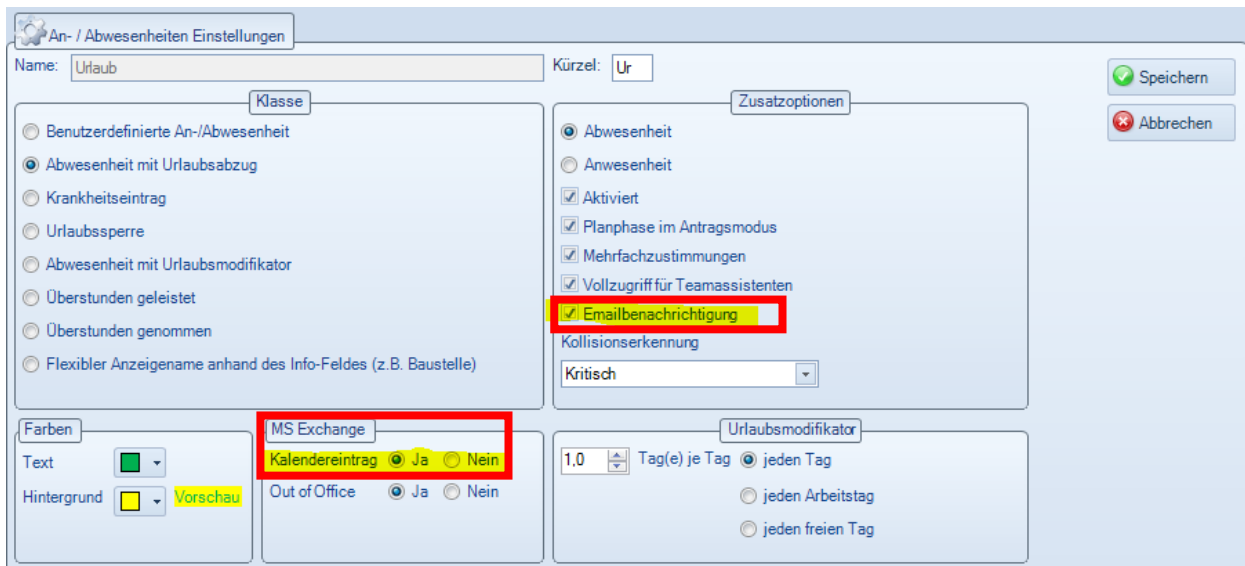 An- / Abwesenheiten Einstellungen
Name: Urlaub Kürzel: Ur
Speichern
Abbrechen
Klasse
Benutzerdefinierte An-/Abwesenheit
Abwesenheit mit Urlaubsabzug
Krankheitseintrag
Urlaubssperre
Abwesenheit mit Urlaubsmodifikator
Überstunden geleistet
Überstunden genommen
Flexibler Anzeigename anhand des Info-Feldes (z.B. Baustelle)
Zusatzoptionen
Abwesenheit
Anwesenheit
Aktiviert
Planphase im Antragsmodus
Mehrfachzustimmungen
Vollzugriff für Teamassistenten
Emailbenachrichtigung
Kollisionserkennung
Kritisch
Farben
Text
Hintergrund Vorschau
MS Exchange
Kalendereintrag Ja Nein
Out of Office Ja Nein
Urlaubsmodifikator
1,0 Tag(e) je Tag jeden Tag
jeden Arbeitstag
jeden freien Tag